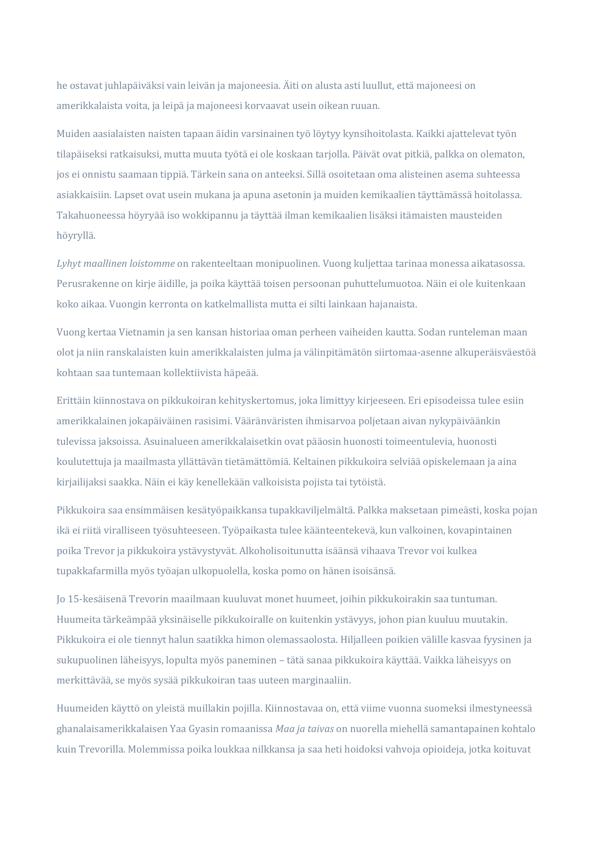 he ostavat juhlapäiväksi vain leivän ja majoneesia. Äiti on alusta asti luullut, että majoneesi on
amerikkalaista voita, ja leipä ja majoneesi korvaavat usein oikean ruuan.
Muiden aasialaisten naisten tapaan äidin varsinainen työ löytyy kynsihoitolasta. Kaikki ajattelevat työn
tilapäiseksi ratkaisuksi, mutta muuta työtä ei ole koskaan tarjolla. Päivät ovat pitkiä, palkka on olematon,
jos ei onnistu saamaan tippiä. Tärkein sana on anteeksi. Sillä osoitetaan oma alisteinen asema suhteessa
asiakkaisiin. Lapset ovat usein mukana ja apuna asetonin ja muiden kemikaalien täyttämässä hoitolassa.
Takahuoneessa höyryää iso wokkipannu ja täyttää ilman kemikaalien lisäksi itämaisten mausteiden
höyryllä.
Lyhyt maallinen loistomme on rakenteeltaan monipuolinen. Vuong kuljettaa tarinaa monessa aikatasossa.
Perusrakenne on kirje äidille, ja poika käyttää toisen persoonan puhuttelumuotoa. Näin ei ole kuitenkaan
koko aikaa. Vuongin kerronta on katkelmallista mutta ei silti lainkaan hajanaista.
Vuong kertaa Vietnamin ja sen kansan historiaa oman perheen vaiheiden kautta. Sodan runteleman maan
olot ja niin ranskalaisten kuin amerikkalaisten julma ja välinpitämätön siirtomaa-asenne alkuperäisväestöä
kohtaan saa tuntemaan kollektiivista häpeää.
Erittäin kiinnostava on pikkukoiran kehityskertomus, joka limittyy kirjeeseen. Eri episodeissa tulee esiin
amerikkalainen jokapäiväinen rasisimi. Vääränväristen ihmisarvoa poljetaan aivan nykypäiväänkin
tulevissa jaksoissa. Asuinalueen amerikkalaisetkin ovat pääosin huonosti toimeentulevia, huonosti
koulutettuja ja maailmasta yllättävän tietämättömiä. Keltainen pikkukoira selviää opiskelemaan ja aina
kirjailijaksi saakka. Näin ei käy kenellekään valkoisista pojista tai tytöistä.
Pikkukoira saa ensimmäisen kesätyöpaikkansa tupakkaviljelmältä. Palkka maksetaan pimeästi, koska pojan
ikä ei riitä viralliseen työsuhteeseen. Työpaikasta tulee käänteentekevä, kun valkoinen, kovapintainen
poika Trevor ja pikkukoira ystävystyvät. Alkoholisoitunutta isäänsä vihaava Trevor voi kulkea
tupakkafarmilla myös työajan ulkopuolella, koska pomo on hänen isoisänsä.
Jo 15-kesäisenä Trevorin maailmaan kuuluvat monet huumeet, joihin pikkukoirakin saa tuntuman.
Huumeita tärkeämpää yksinäiselle pikkukoiralle on kuitenkin ystävyys, johon pian kuuluu muutakin.
Pikkukoira ei ole tiennyt halun saatikka himon olemassaolosta. Hiljalleen poikien välille kasvaa fyysinen ja
sukupuolinen läheisyys, lopulta myös paneminen – tätä sanaa pikkukoira käyttää. Vaikka läheisyys on
merkittävää, se myös sysää pikkukoiran taas uuteen marginaaliin.
Huumeiden käyttö on yleistä muillakin pojilla. Kiinnostavaa on, että viime vuonna suomeksi ilmestyneessä
ghanalaisamerikkalaisen Yaa Gyasin romaanissa Maa ja taivas on nuorella miehellä samantapainen kohtalo
kuin Trevorilla. Molemmissa poika loukkaa nilkkansa ja saa heti hoidoksi vahvoja opioideja, jotka koituvat